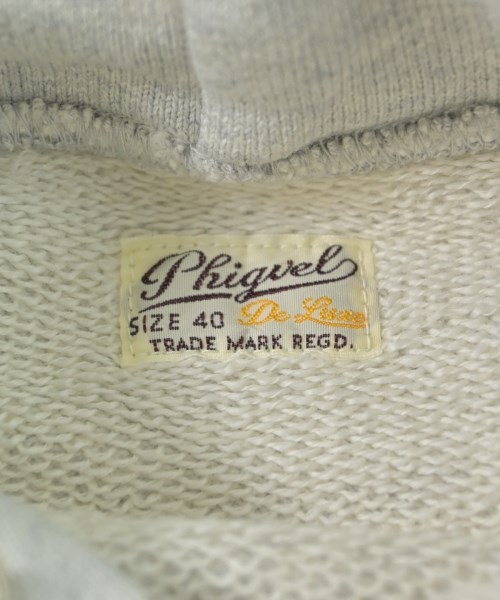 Phigvel
SIZE 40 De Luxe
TRADE MARK REGD.